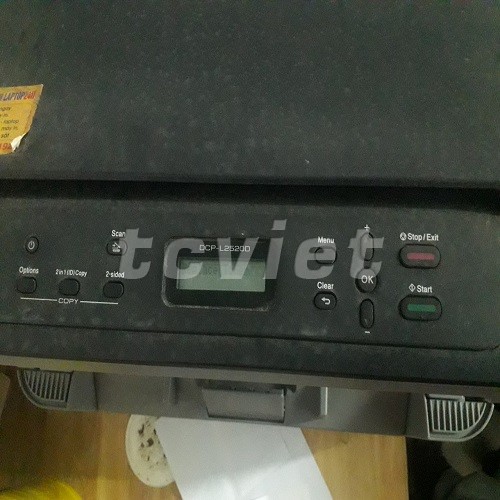 LAPTOP
tcviet
DCP-L2520D
Scan
Menu
+
Stop / Exit
Options
2 in 1 (ID) Copy
2-sided
OK
Clear
Start
COPY
–